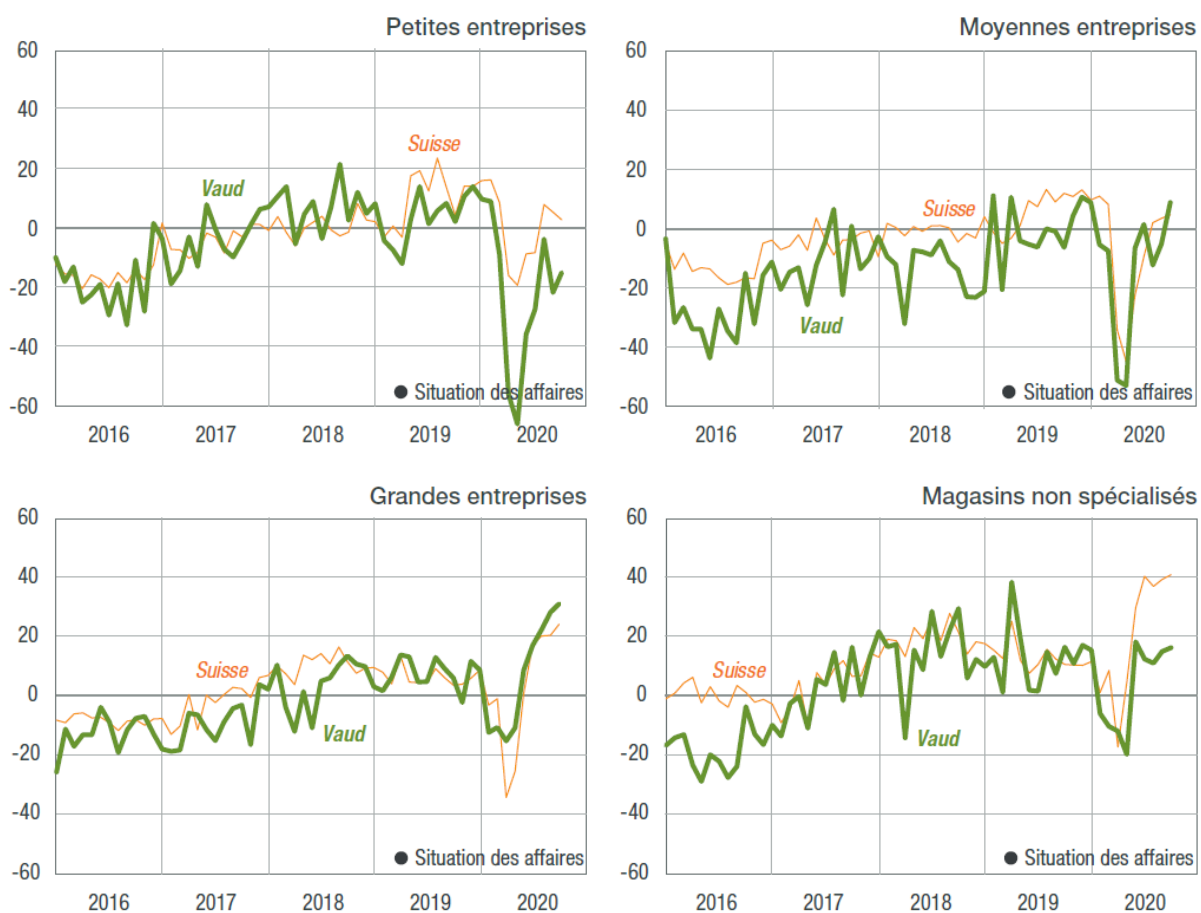 Petites entreprises
60
40
20
0
-20
-40
-60
Suisse
Vaud
Situation des affaires
2016 2017 2018 2019 2020
Moyennes entreprises
60
40
20
0
-20
-40
-60
Suisse
Vaud
Situation des affaires
2016 2017 2018 2019 2020
Grandes entreprises
60
40
20
0
-20
-40
-60
Suisse
Vaud
Situation des affaires
2016 2017 2018 2019 2020
Magasins non spécialisés
60
40
20
0
-20
-40
-60
Suisse
Vaud
Situation des affaires
2016 2017 2018 2019 2020